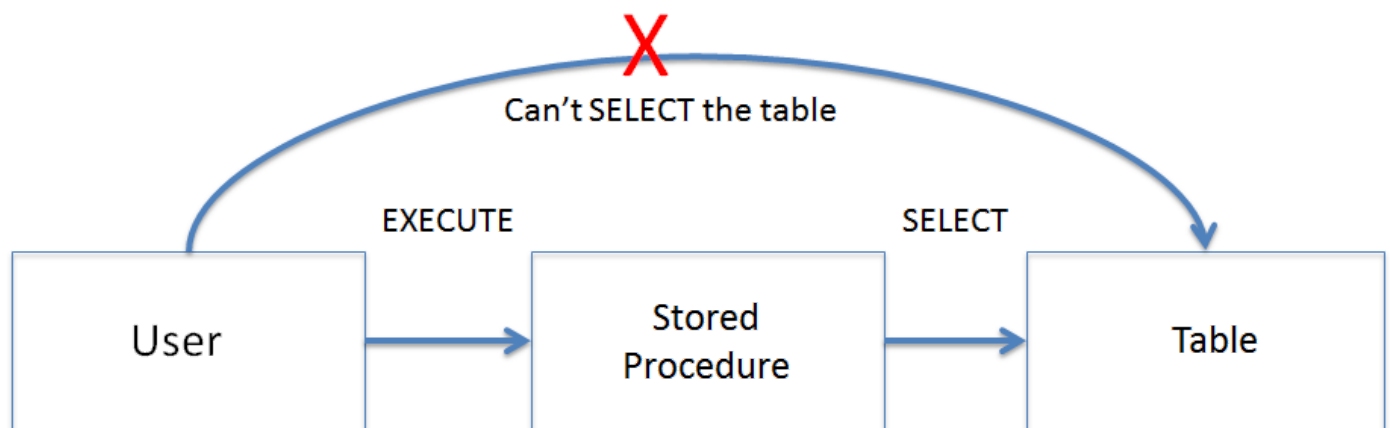 X
Can’t SELECT the table
EXECUTE
SELECT
User
Stored
Procedure
Table